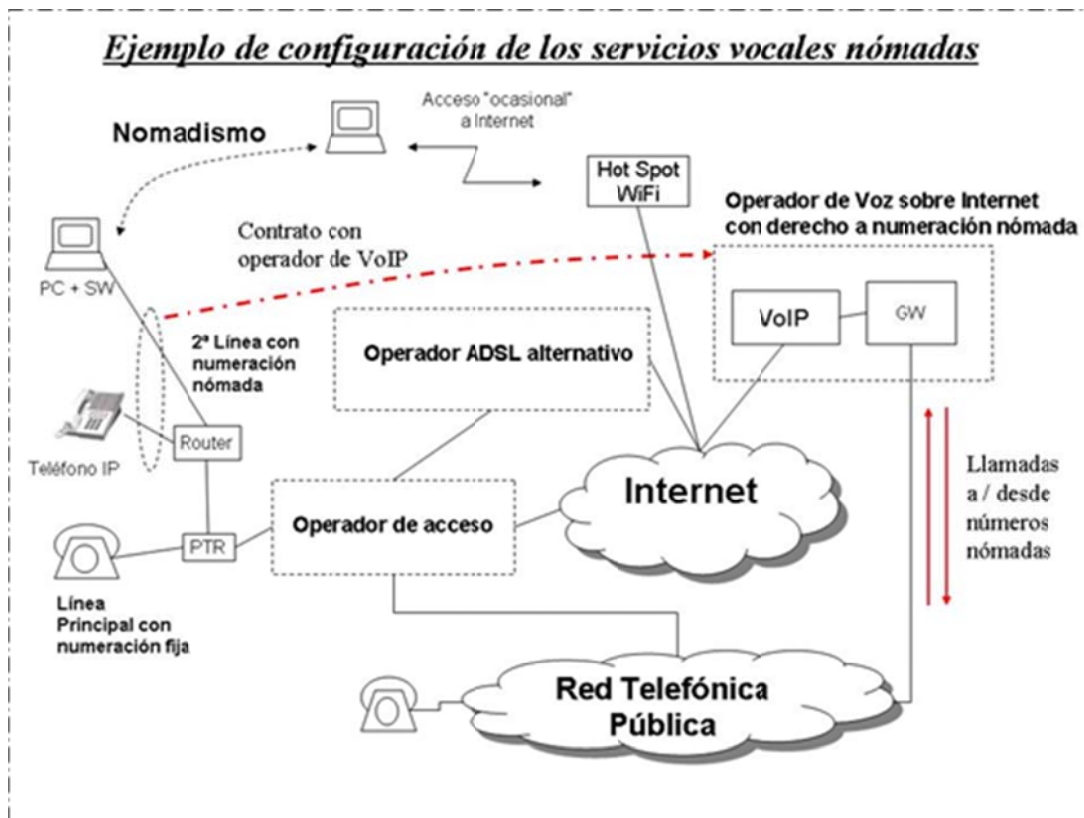 Ejemplo de configuración de los servicios vocales nómadas
Acceso "ocasional"
a Internet
Nomadismo
Hot Spot
WiFi
Operador de Voz sobre Internet
con derecho a numeración nómada
Contrato con
operador de VoIP
PC + SW
VoIP
GW
2ª Línea con
numeración
nómada
Operador ADSL alternativo
Router
Teléfono IP
Internet
Llamadas
a / desde
números
nómadas
Operador de acceso
PTR
Línea
Principal con
numeración fija
Red Telefónica
Pública